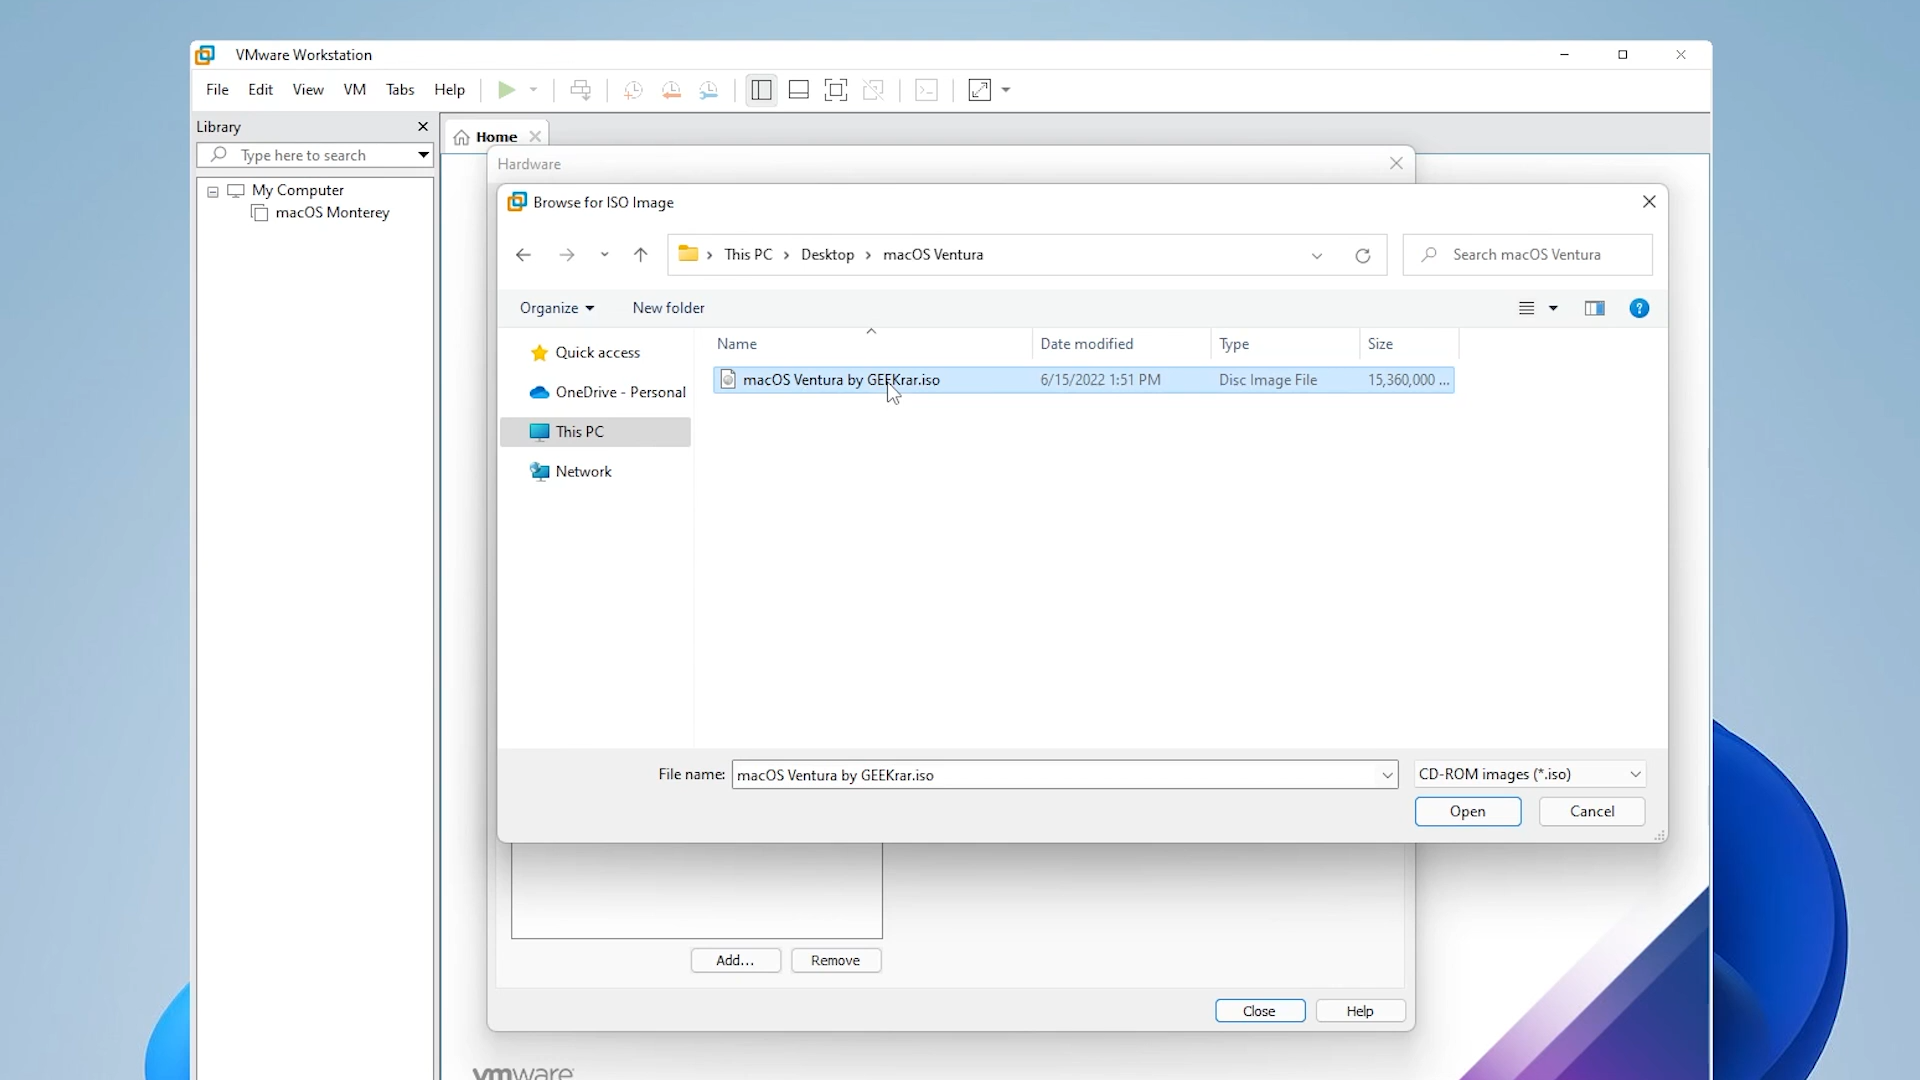 VMware Workstation
File Edit View VM Tabs Help
Library
Home
Type here to search
My Computer
macOS Monterey
Hardware
Browse for ISO Image
This PC > Desktop > macOS Ventura
Search macOS Ventura
Organize
New folder
Name Date modified Type Size
Quick access
macOS Ventura by GEEKrar.iso 6/15/2022 1:51 PM Disc Image File 15,360,000 ...
OneDrive - Personal
This PC
Network
File name: macOS Ventura by GEEKrar.iso CD-ROM images (*.iso)
Open Cancel
Add... Remove
Close Help
vmware